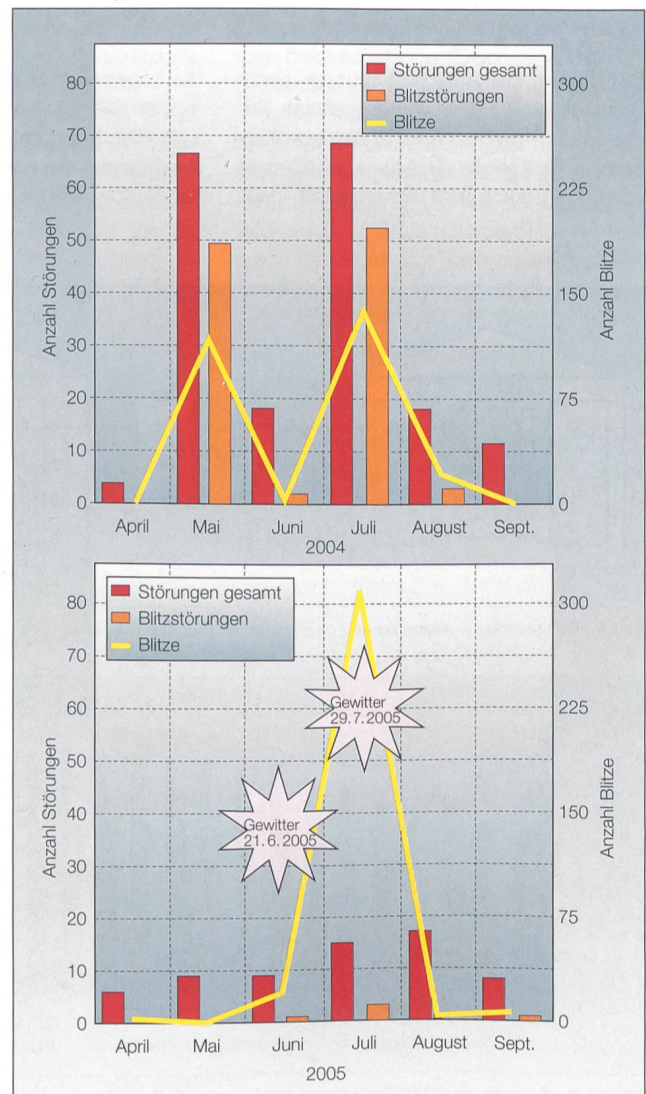 Störungen gesamt
Blitzstörungen
Blitze
Anzahl Störungen
80
70
60
50
40
30
20
10
0
Anzahl Blitze
300
225
150
75
0
April Mai Juni Juli August Sept.
2004
Störungen gesamt
Blitzstörungen
Blitze
Anzahl Störungen
80
70
60
50
40
30
20
10
0
Anzahl Blitze
300
225
150
75
0
Gewitter
29.7.2005
Gewitter
21.6.2005
April Mai Juni Juli August Sept.
2005